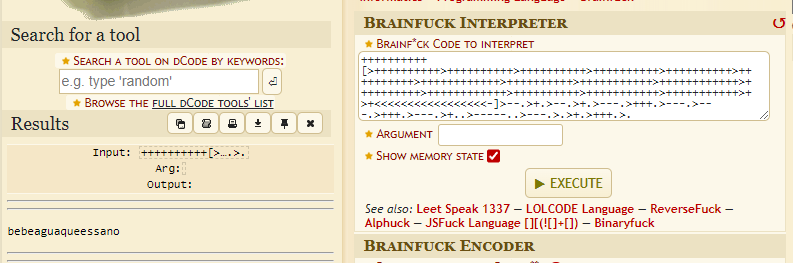 Search for a tool
★ SEARCH A TOOL ON DCODE BY KEYWORDS:
e.g. type 'random'
★ BROWSE THE FULL DCODE TOOLS' LIST
Results
Input: ++++++++++[>….>.
Arg:
Output:
bebeaguaqueessano
BRAINFUCK INTERPRETER
★ BRAINF*CK CODE TO INTERPRET
++++++++++
-.>+++.>---.>+..>-----..>---.>.>+.>+++.>.
★ ARGUMENT
★ SHOW MEMORY STATE
▶ EXECUTE
See also: Leet Speak 1337 – LOLCODE Language – ReverseFuck –
Alphuck – JSFuck Language [][(![]+[]) – Binaryfuck
BRAINFUCK ENCODER